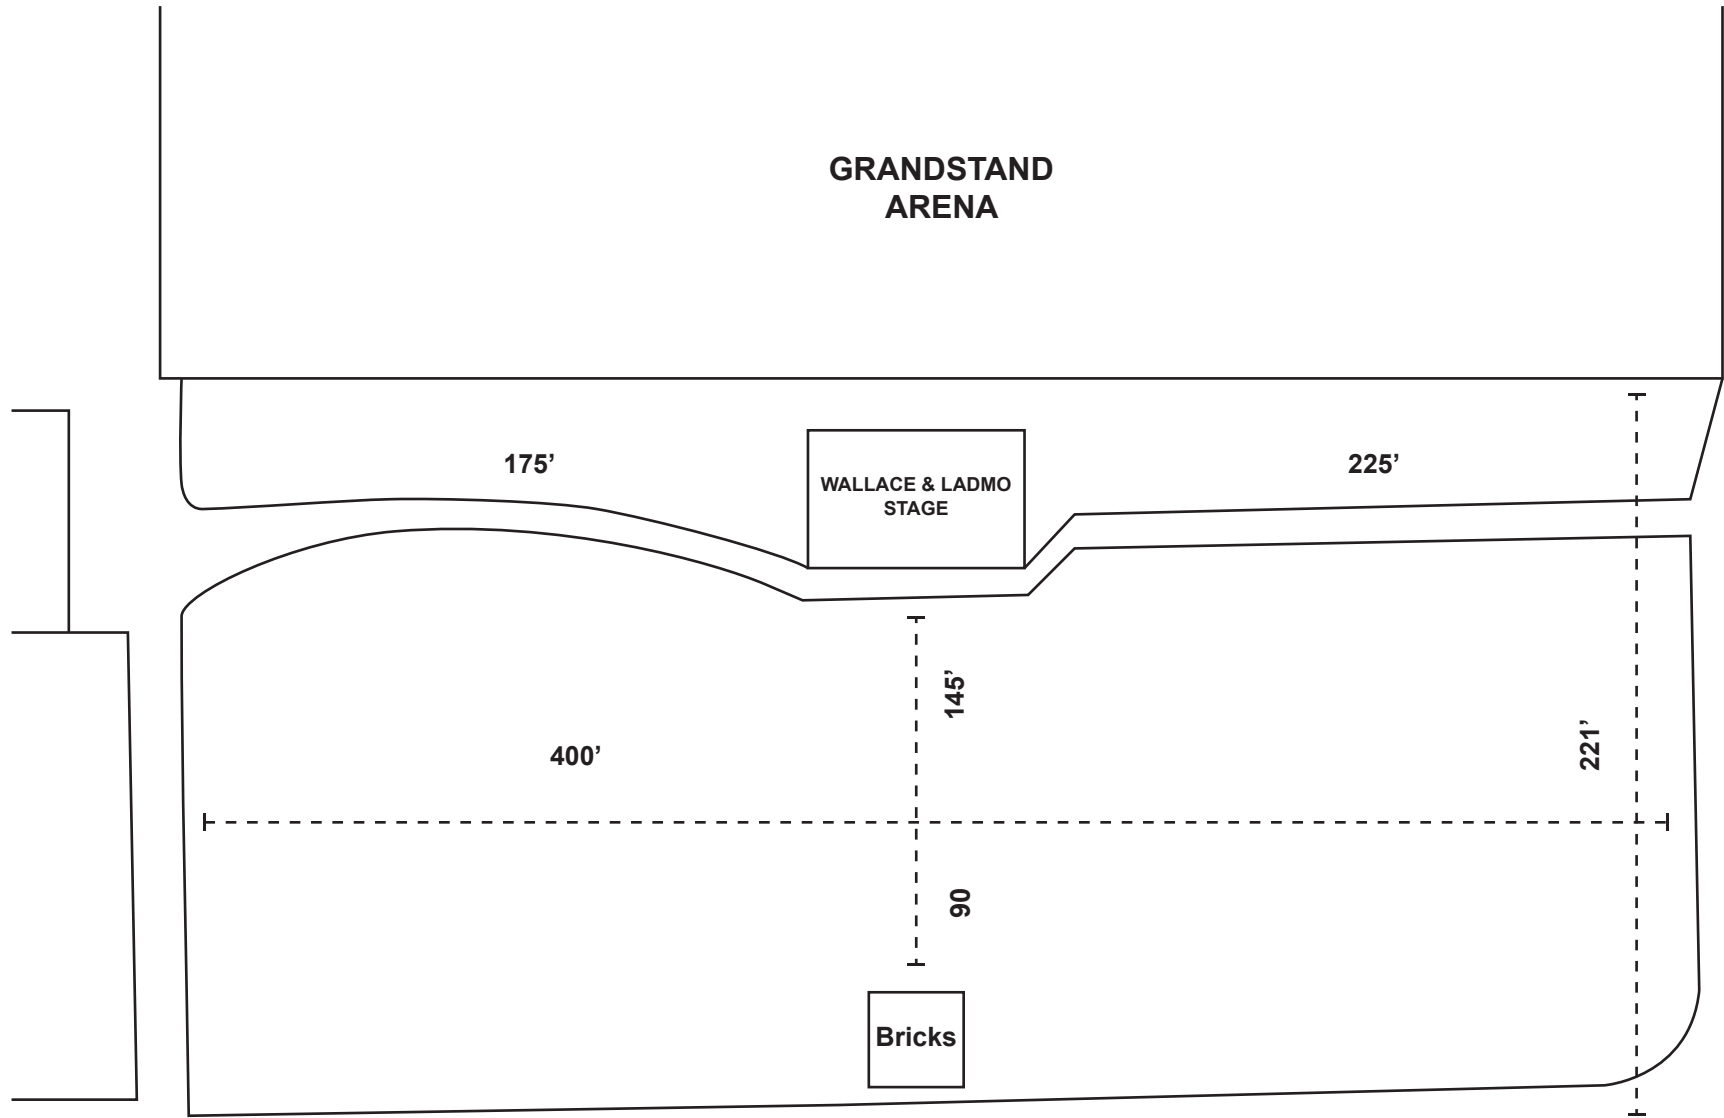 GRANDSTAND
ARENA
175’
WALLACE & LADMO
STAGE
225’
145’
400’
221’
90
Bricks